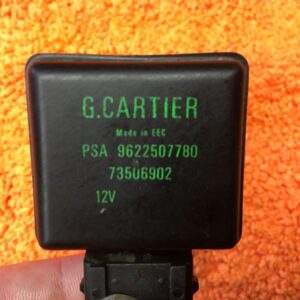 G.CARTIER
Made in EEC
PSA 9622507780
73506902
12V